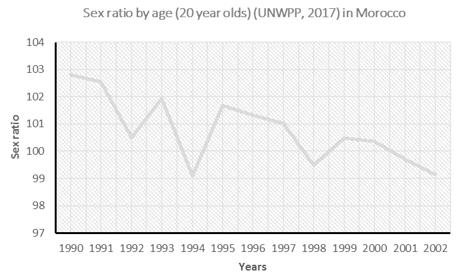 Sex ratio by age (20 year olds) (UNWPP, 2017) in Morocco
104
103
102
101
100
99
98
97
Sex ratio
1990 1991 1992 1993 1994 1995 1996 1997 1998 1999 2000 2001 2002
Years